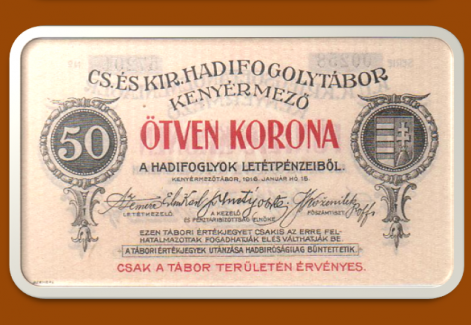 CS. ÉS KIR. HADIFOGOLYTÁBOR
KENYÉRMEZŐ
50
ÖTVEN KORONA
A HADIFOGLYOK LETÉTPÉNZEIBŐL.
KENYÉRMEZŐTÁBOR, 1916. JANUÁR HÓ 15.
LETÉTKEZELŐ
A KEZELŐ
ÉS FELTARIBIZOTTSÁG ELNÖKE
FŐSZÁMTISZT
EZEN TÁBORI ÉRTÉKJEGYET CSAKIS AZ ERRE FEL-
HATALMAZOTTAK FOGADHATJÁK EL ÉS VÁLTHATJÁK BE.
A TÁBORI ÉRTÉKJEGYEK UTÁNZÁSA HADBIRÓSÁGILAG BÜNTETTETIK.
CSAK A TÁBOR TERÜLETÉN ÉRVÉNYES.